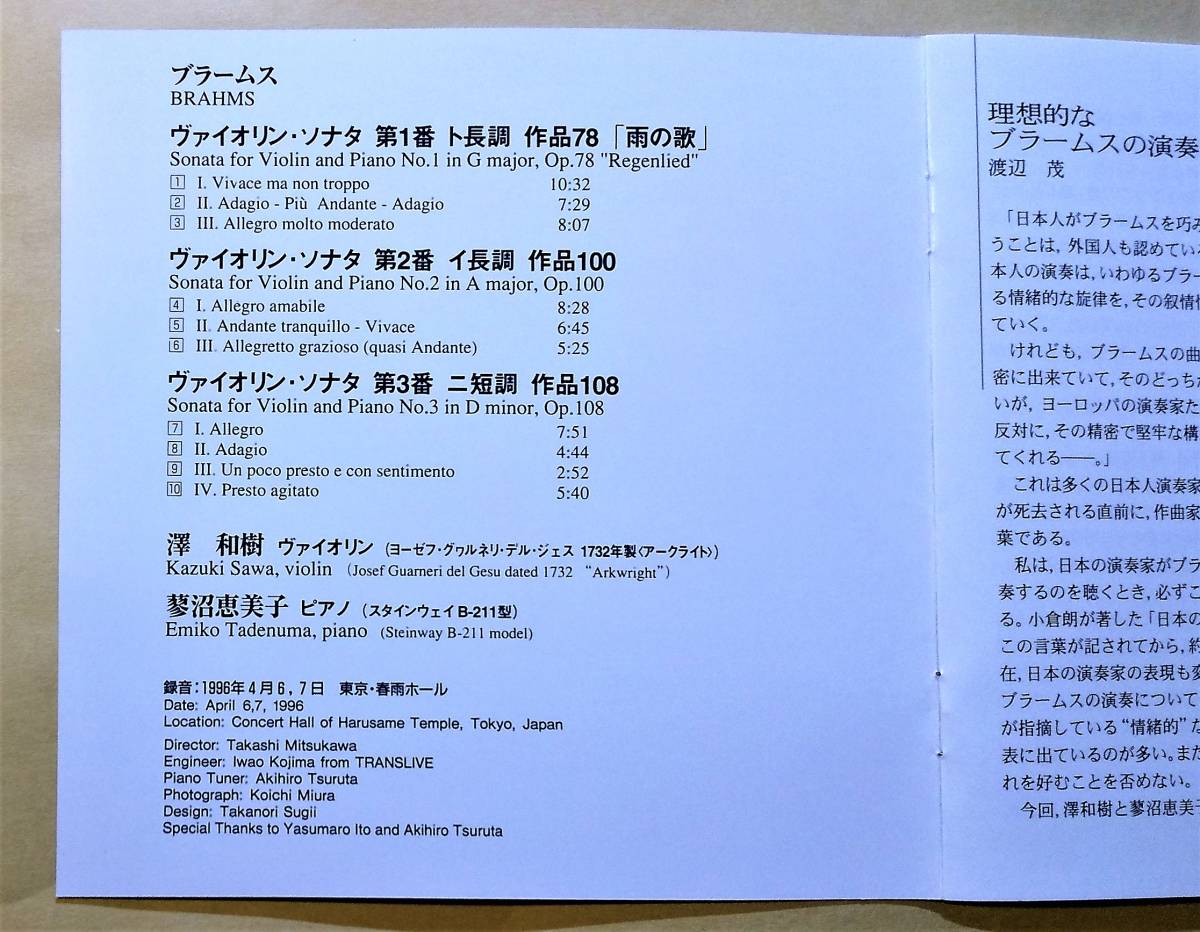 ブラームス
BRAHMS
ヴァイオリン・ソナタ 第1番 ト長調 作品78「雨の歌」
Sonata for Violin and Piano No.1 in G major, Op.78 "Regenlied"
1 I. Vivace ma non troppo 10:32
2 II. Adagio - Più Andante - Adagio 7:29
3 III. Allegro molto moderato 8:07
ヴァイオリン・ソナタ 第2番 イ長調 作品100
Sonata for Violin and Piano No.2 in A major, Op.100
4 I. Allegro amabile 8:28
5 II. Andante tranquillo - Vivace 6:45
6 III. Allegretto grazioso (quasi Andante) 5:25
ヴァイオリン・ソナタ 第3番 ニ短調 作品108
Sonata for Violin and Piano No.3 in D minor, Op.108
7 I. Allegro 7:51
8 II. Adagio 4:44
9 III. Un poco presto e con sentimento 2:52
10 IV. Presto agitato 5:40
澤 和樹 ヴァイオリン (ヨーゼフ・グヮルネリ・デル・ジェス 1732年製〈アークライト〉)
Kazuki Sawa, violin (Josef Guarneri del Gesu dated 1732 “Arkwright”)
蓼沼恵美子 ピアノ (スタインウェイ B-211型)
Emiko Tadenuma, piano (Steinway B-211 model)
録音：1996年4月6，7日 東京・春雨ホール
Date: April 6,7, 1996
Location: Concert Hall of Harusame Temple, Tokyo, Japan
Director: Takashi Mitsukawa
Engineer: Iwao Kojima from TRANSLIVE
Piano Tuner: Akihiro Tsuruta
Photograph: Koichi Miura
Design: Takanori Sugii
Special Thanks to Yasumaro Ito and Akihiro Tsuruta
理想的な
ブラームスの演奏
渡辺 茂
「日本人がブラームスを巧み
うことは，外国人も認めている
本人の演奏は，いわゆるブラー
る情緒的な旋律を，その叙情
ていく。
けれども，ブラームスの曲
密に出来ていて，そのどっちか
いが，ヨーロッパの演奏家た
反対に，その精密で堅牢な構
てくれる――。」
これは多くの日本人演奏家
が死去される直前に，作曲家
葉である。
私は，日本の演奏家がブラ
奏するのを聴くとき，必ずこ
る。小倉朗が著した「日本の
この言葉が記されてから，約
在，日本の演奏家の表現も変
ブラームスの演奏について
が指摘している“情緒的”な
表に出ているのが多い。また
れを好むことを否めない。
今回，澤和樹と蓼沼恵美子